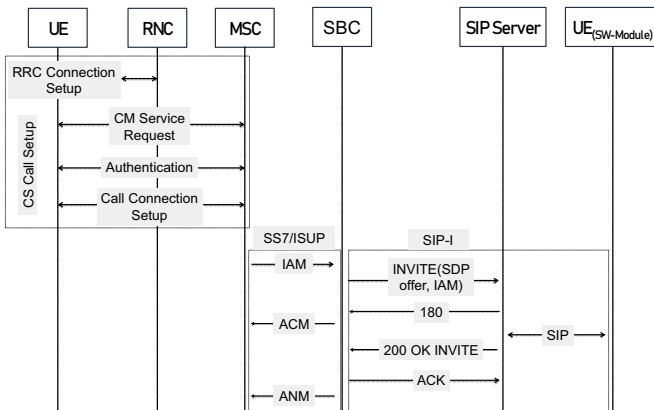 UE
RNC
MSC
SBC
SIP Server
UE(SW-Module)
RRC Connection
Setup
CM Service
Request
CS Call Setup
Authentication
Call Connection
Setup
SS7/ISUP
SIP-I
IAM
INVITE(SDP
offer, IAM)
180
ACM
SIP
200 OK INVITE
ACK
ANM